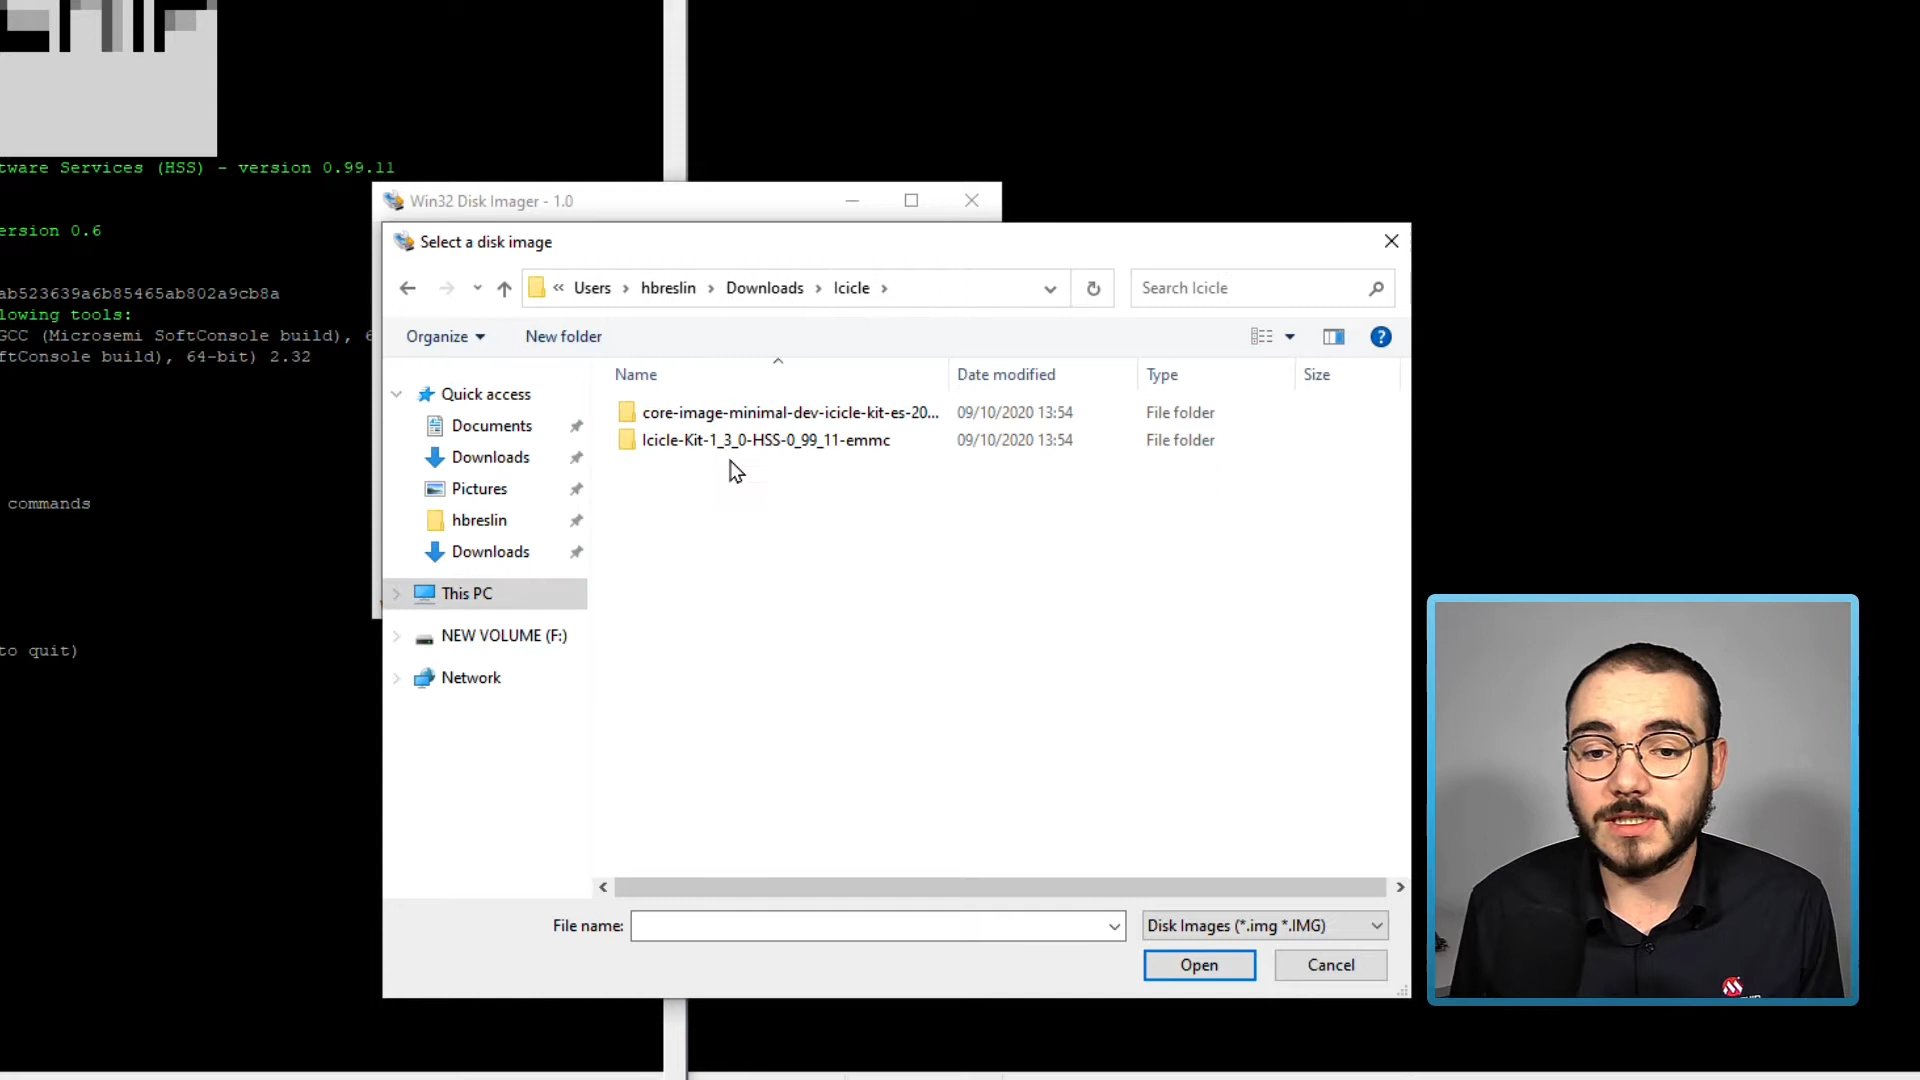 tware Services (HSS) - version 0.99.11
ersion 0.6
ab523639a6b85465ab802a9cb8a
lowing tools:
GCC (Microsemi SoftConsole build), 6
ftConsole build), 64-bit) 2.32
commands
to quit)
Win32 Disk Imager - 1.0
Select a disk image
« Users > hbreslin > Downloads > Icicle >
Search Icicle
Organize
New folder
Name
Date modified
Type
Size
core-image-minimal-dev-icicle-kit-es-20... 09/10/2020 13:54 File folder
Icicle-Kit-1_3_0-HSS-0_99_11-emmc 09/10/2020 13:54 File folder
Quick access
Documents
Downloads
Pictures
hbreslin
Downloads
This PC
NEW VOLUME (F:)
Network
File name:
Disk Images (*.img *.IMG)
Open
Cancel